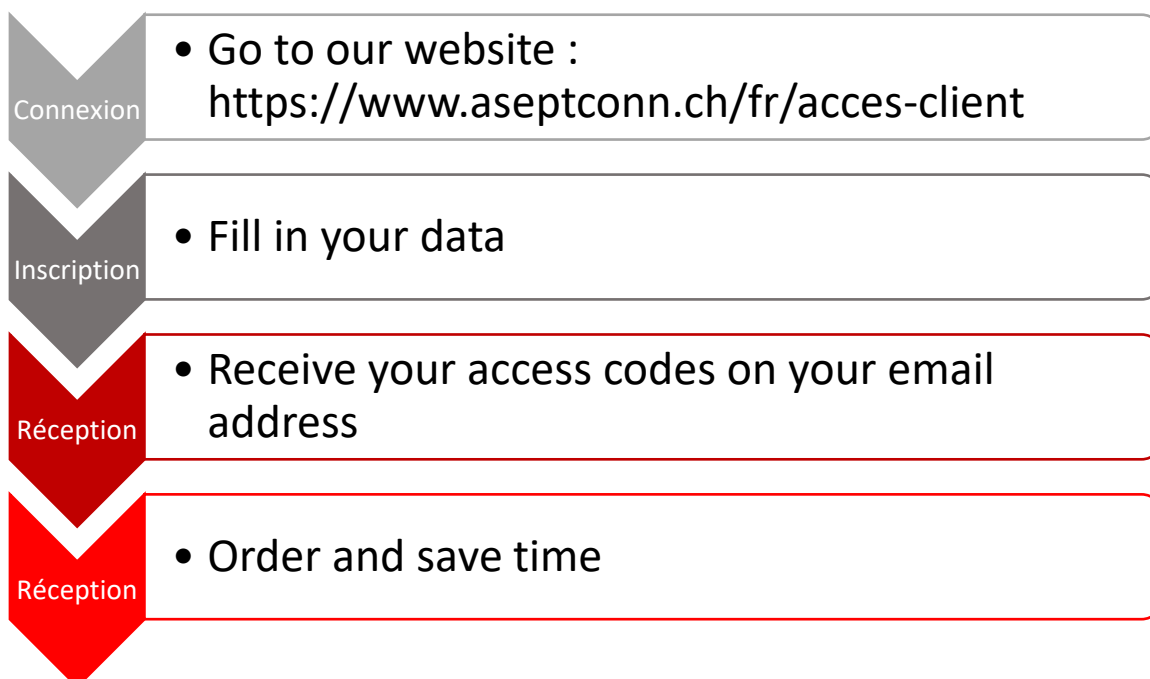 Connexion
• Go to our website :
https://www.aseptconn.ch/fr/acces-client
Inscription
• Fill in your data
Réception
• Receive your access codes on your email
address
Réception
• Order and save time